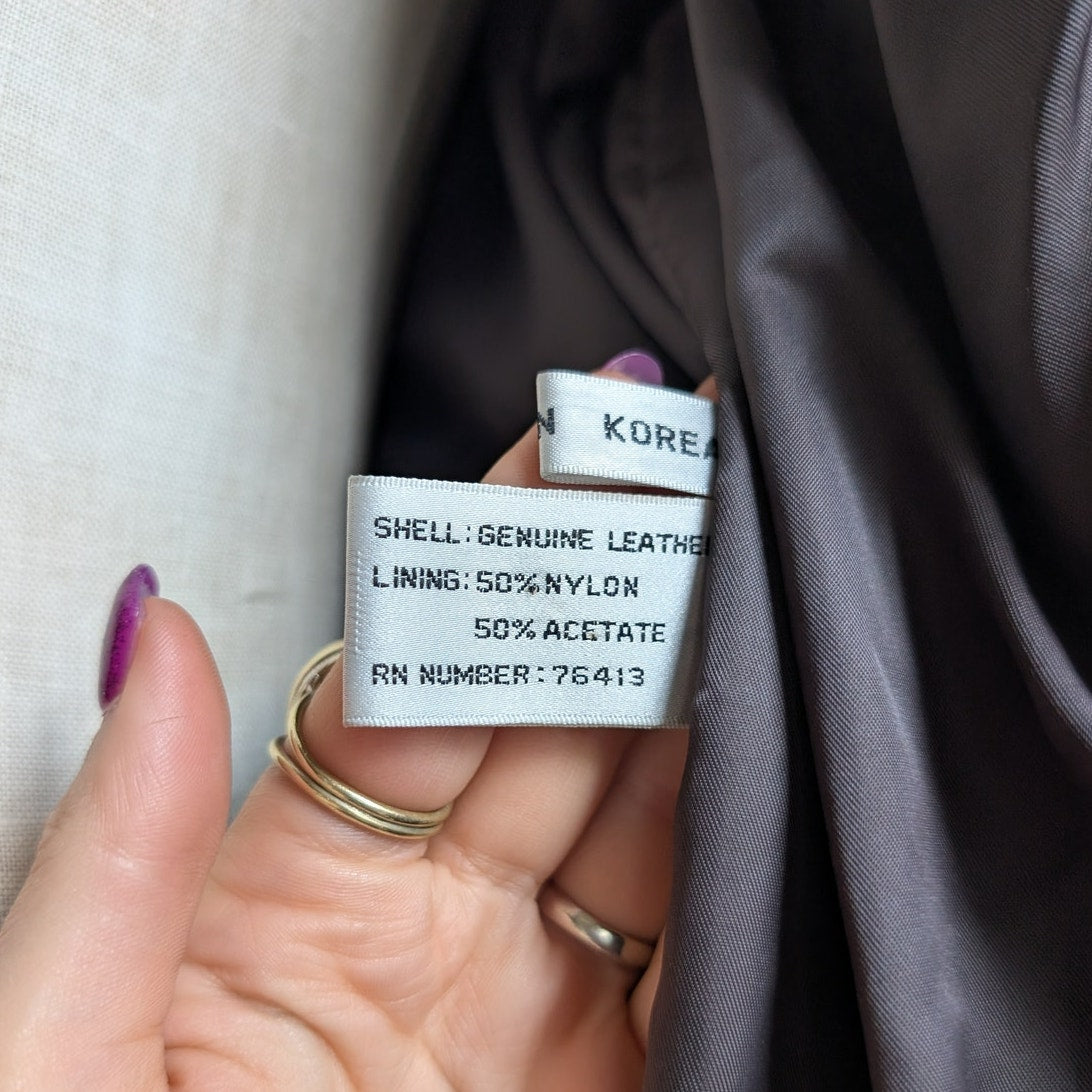 N KOREA
SHELL:GENUINE LEATHER
LINING:50%NYLON
50%ACETATE
RN NUMBER:76413